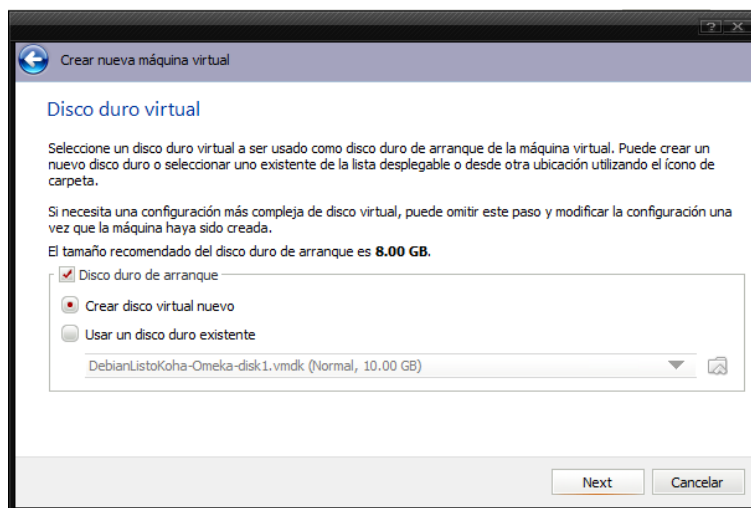 Crear nueva máquina virtual
Disco duro virtual
Seleccione un disco duro virtual a ser usado como disco duro de arranque de la máquina virtual. Puede crear un
nuevo disco duro o seleccionar uno existente de la lista desplegable o desde otra ubicación utilizando el ícono de
carpeta.
Si necesita una configuración más compleja de disco virtual, puede omitir este paso y modificar la configuración una
vez que la máquina haya sido creada.
El tamaño recomendado del disco duro de arranque es 8.00 GB.
Disco duro de arranque
Crear disco virtual nuevo
Usar un disco duro existente
DebianListoKoha-Omeka-disk1.vmdk (Normal, 10.00 GB)
Next Cancelar